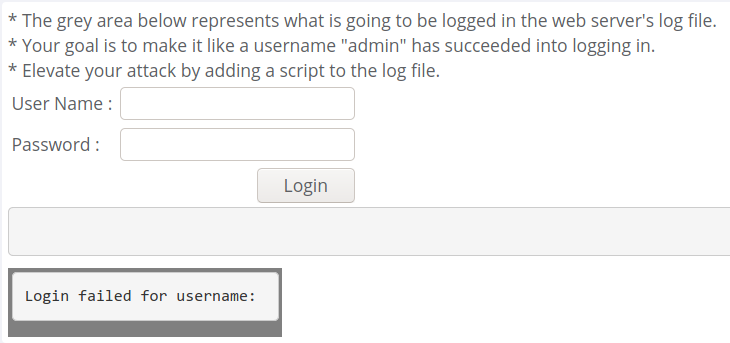 * The grey area below represents what is going to be logged in the web server's log file.
* Your goal is to make it like a username "admin" has succeeded into logging in.
* Elevate your attack by adding a script to the log file.
User Name :
Password :
Login
Login failed for username: